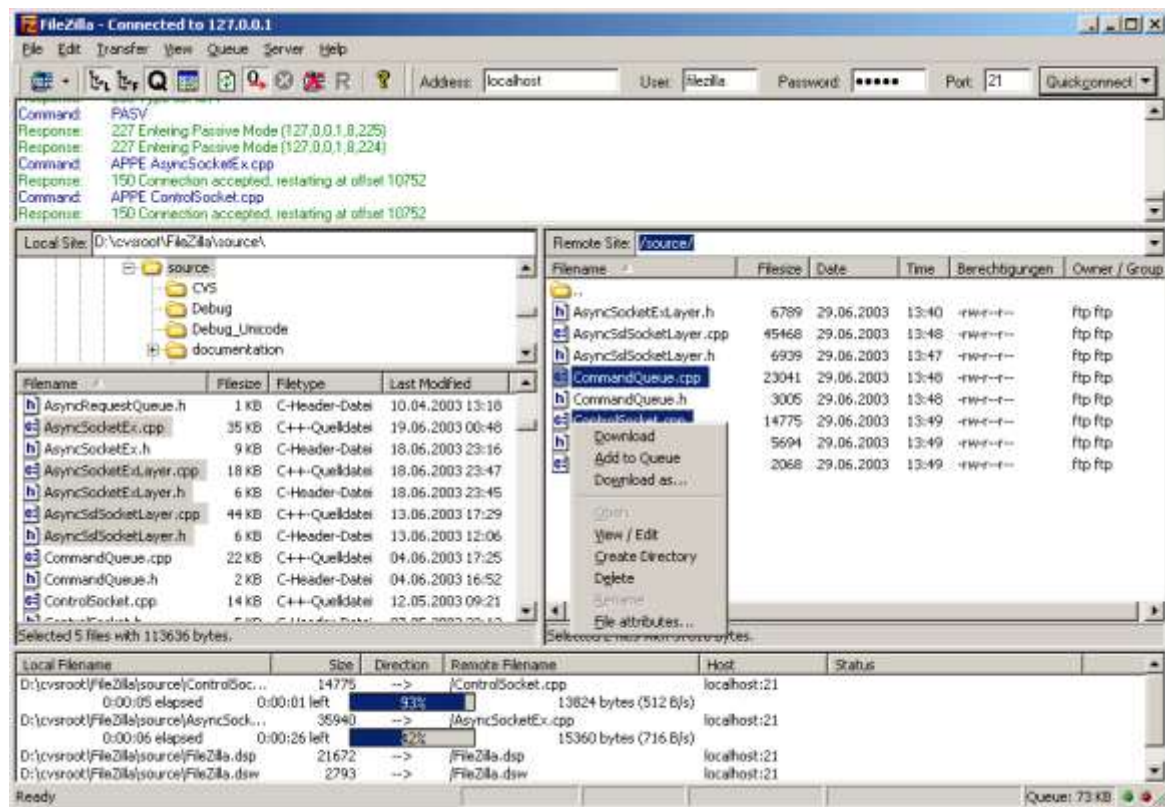 FileZilla - Connected to 127.0.0.1
File Edit Transfer View Queue Server Help
Address: localhost User: filezilla Password: ●●●●● Port: 21 Quickconnect
Command: PASV
Response: 227 Entering Passive Mode (127,0,0,1,8,225)
Response: 227 Entering Passive Mode (127,0,0,1,8,224)
Command: APPE AsyncSocketEx.cpp
Response: 150 Connection accepted, restarting at offset 10752
Command: APPE ControlSocket.cpp
Response: 150 Connection accepted, restarting at offset 10752
Local Site: D:\cvsroot\FileZilla\source\
source
CVS
Debug
Debug_Unicode
documentation
Filename Filesize Filetype Last Modified
AsyncRequestQueue.h 1 KB C-Header-Datei 10.04.2003 13:18
AsyncSocketEx.cpp 35 KB C++-Quelldatei 19.06.2003 00:48
AsyncSocketEx.h 9 KB C-Header-Datei 18.06.2003 23:16
AsyncSocketExLayer.cpp 18 KB C++-Quelldatei 18.06.2003 23:47
AsyncSocketExLayer.h 6 KB C-Header-Datei 18.06.2003 23:45
AsyncSslSocketLayer.cpp 44 KB C++-Quelldatei 13.06.2003 17:29
AsyncSslSocketLayer.h 6 KB C-Header-Datei 13.06.2003 12:06
CommandQueue.cpp 22 KB C++-Quelldatei 04.06.2003 17:25
CommandQueue.h 2 KB C-Header-Datei 04.06.2003 16:52
ControlSocket.cpp 14 KB C++-Quelldatei 12.05.2003 09:21
Selected 5 files with 113636 bytes.
Remote Site: /source/
Filename Filesize Date Time Berechtigungen Owner / Group
..
AsyncSocketExLayer.h 6789 29.06.2003 13:40 -rw-r--r-- ftp ftp
AsyncSslSocketLayer.cpp 45468 29.06.2003 13:48 -rw-r--r-- ftp ftp
AsyncSslSocketLayer.h 6939 29.06.2003 13:47 -rw-r--r-- ftp ftp
CommandQueue.cpp 23041 29.06.2003 13:48 -rw-r--r-- ftp ftp
CommandQueue.h 3005 29.06.2003 13:48 -rw-r--r-- ftp ftp
ControlSocket.cpp 14775 29.06.2003 13:49 -rw-r--r-- ftp ftp
5694 29.06.2003 13:49 -rw-r--r-- ftp ftp
2068 29.06.2003 13:49 -rw-r--r-- ftp ftp
Download
Add to Queue
Download as...
Open
View / Edit
Create Directory
Delete
Rename
File attributes...
Local Filename Size Direction Remote Filename Host Status
D:\cvsroot\FileZilla\source\ControlSoc... 14775 --> /ControlSocket.cpp localhost:21
0:00:05 elapsed 0:00:01 left 93% 13824 bytes (512 B/s)
D:\cvsroot\FileZilla\source\AsyncSock... 35940 --> /AsyncSocketEx.cpp localhost:21
0:00:06 elapsed 0:00:26 left 42% 15360 bytes (716 B/s)
D:\cvsroot\FileZilla\source\FileZilla.dsp 21672 --> /FileZilla.dsp localhost:21
D:\cvsroot\FileZilla\source\FileZilla.dsw 2793 --> /FileZilla.dsw localhost:21
Ready Queue: 73 KB